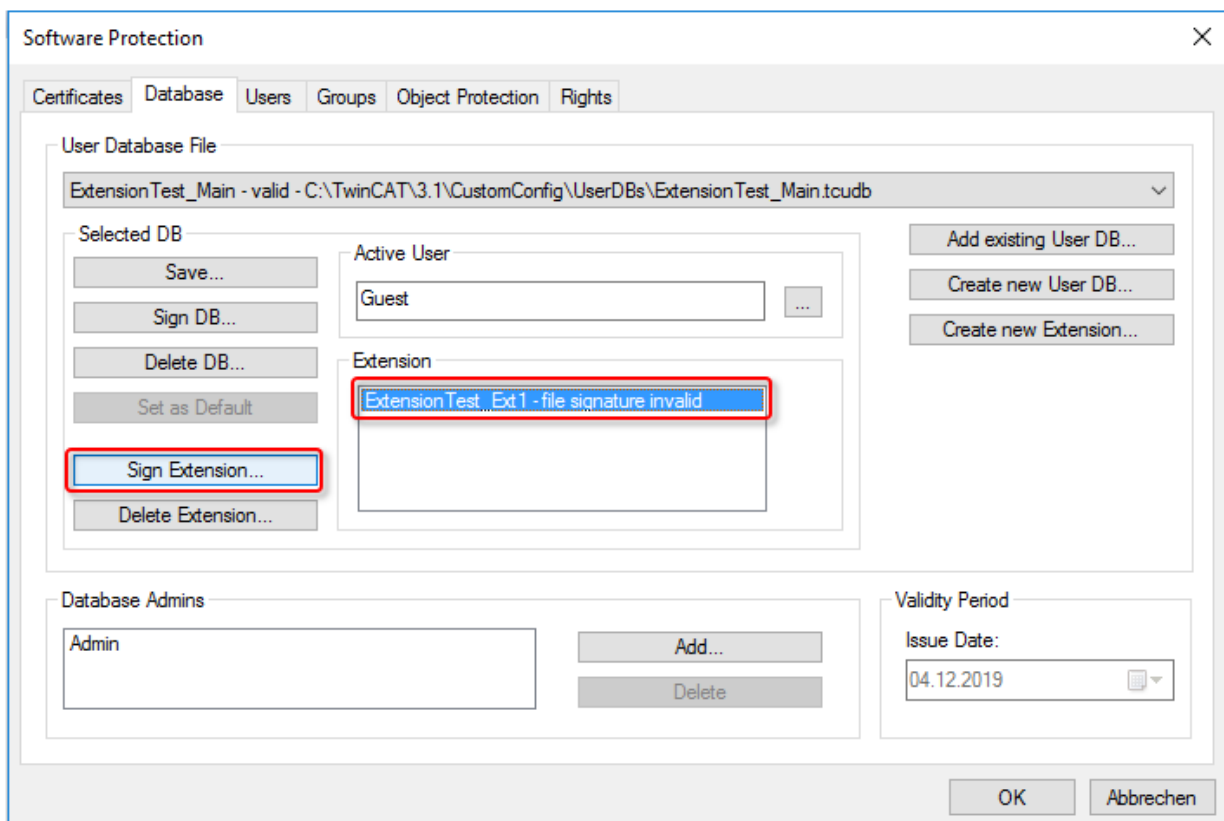 Software Protection
Certificates Database Users Groups Object Protection Rights
User Database File
ExtensionTest_Main - valid - C:\TwinCAT\3.1\CustomConfig\UserDBs\ExtensionTest_Main.tcudb
Selected DB
Save...
Sign DB...
Delete DB...
Set as Default
Sign Extension...
Delete Extension...
Active User
Guest
...
Extension
ExtensionTest_Ext1 - file signature invalid
Add existing User DB...
Create new User DB...
Create new Extension...
Database Admins
Admin
Add...
Delete
Validity Period
Issue Date:
04.12.2019
OK
Abbrechen